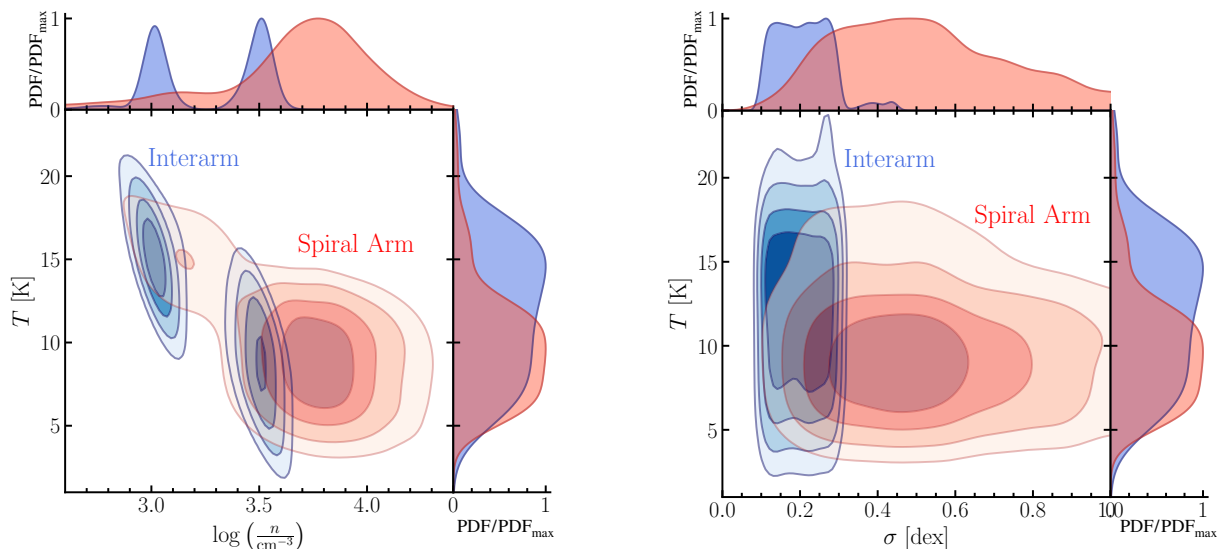 1
PDF/PDF_max
0
Interarm
Spiral Arm
20
15
10
5
T [K]
3.0 3.5 4.0 0 1
log (n/cm⁻³)
PDF/PDF_max
1
PDF/PDF_max
0
Interarm
Spiral Arm
20
15
10
5
T [K]
0.0 0.2 0.4 0.6 0.8 1.0 0 1
σ [dex]
PDF/PDF_max